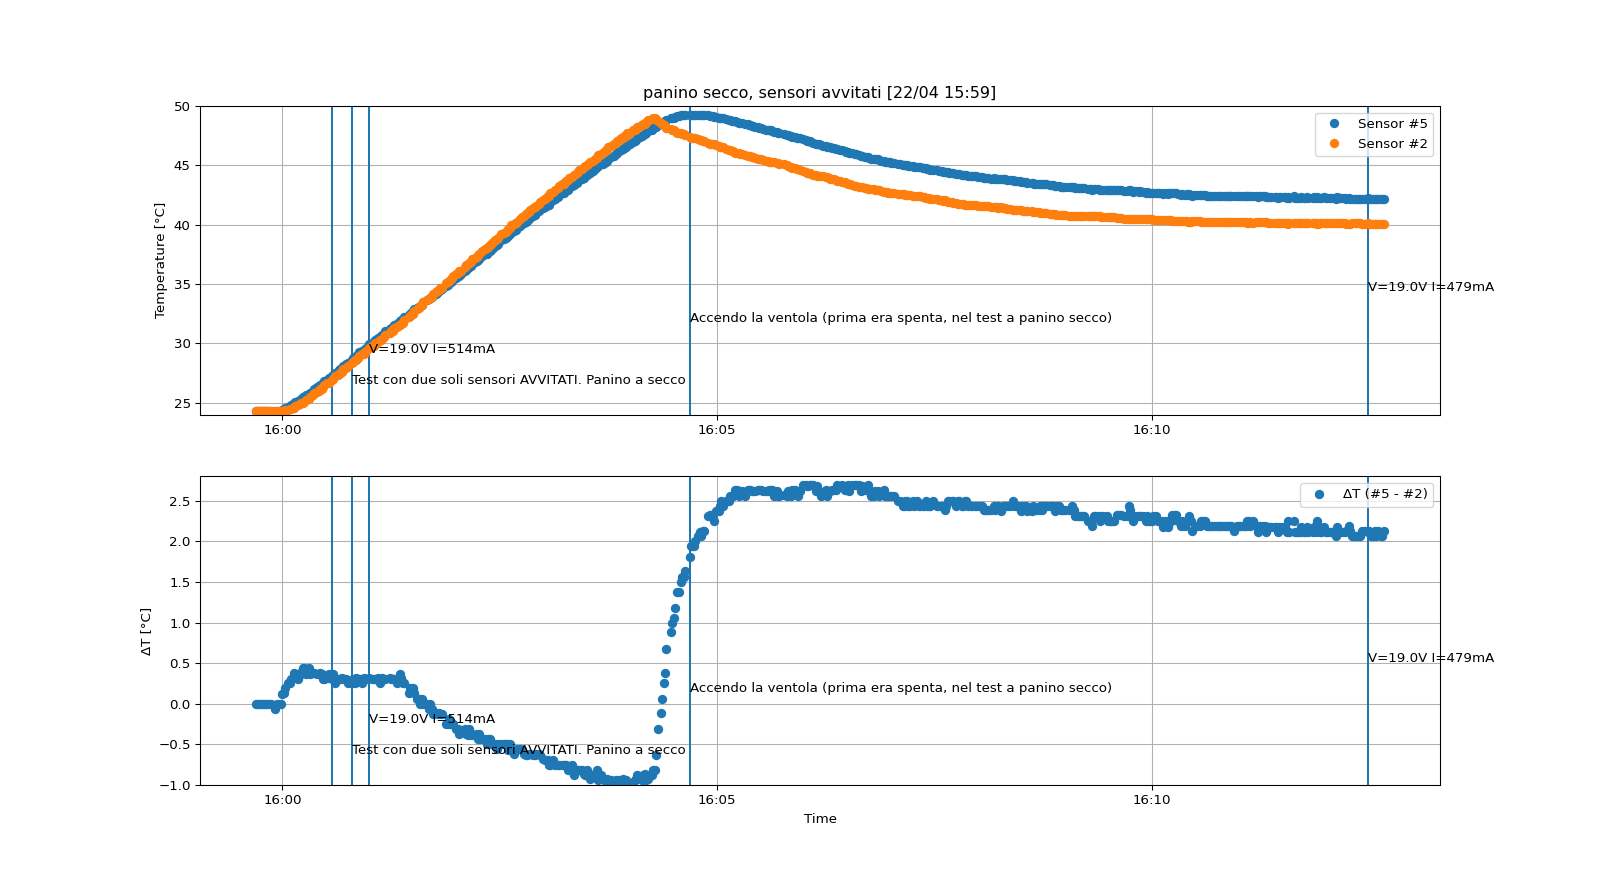 panino secco, sensori avvitati [22/04 15:59]
50
45
40
35
30
25
Temperature [°C]
Sensor #5
Sensor #2
V=19.0V I=479mA
Accendo la ventola (prima era spenta, nel test a panino secco)
V=19.0V I=514mA
Test con due soli sensori AVVITATI. Panino a secco
16:00
16:05
16:10
2.5
2.0
1.5
1.0
0.5
0.0
−0.5
−1.0
ΔT [°C]
ΔT (#5 - #2)
V=19.0V I=479mA
Accendo la ventola (prima era spenta, nel test a panino secco)
V=19.0V I=514mA
Test con due soli sensori AVVITATI. Panino a secco
16:00
16:05
16:10
Time